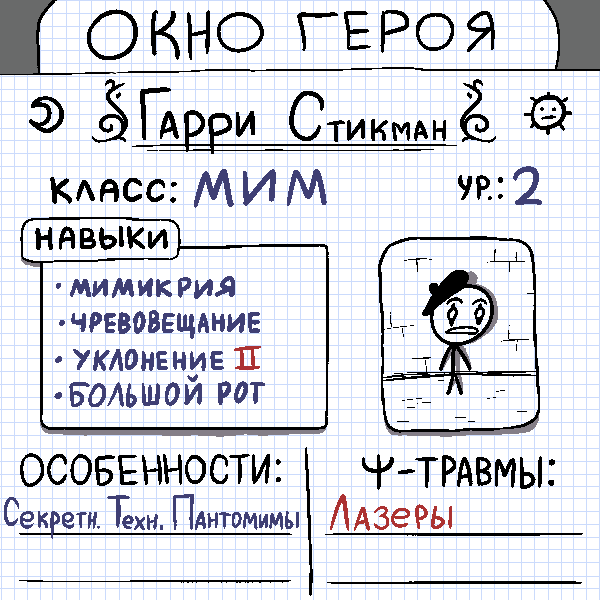 ОКНО ГЕРОЯ
Гарри Стикман
КЛАСС: МИМ
УР.: 2
НАВЫКИ
• МИМИКРИЯ
• ЧРЕВОВЕЩАНИЕ
• УКЛОНЕНИЕ II
• БОЛЬШОЙ РОТ
ОСОБЕННОСТИ:
Секретн. Техн. Пантомимы
Ψ-ТРАВМЫ:
Лазеры